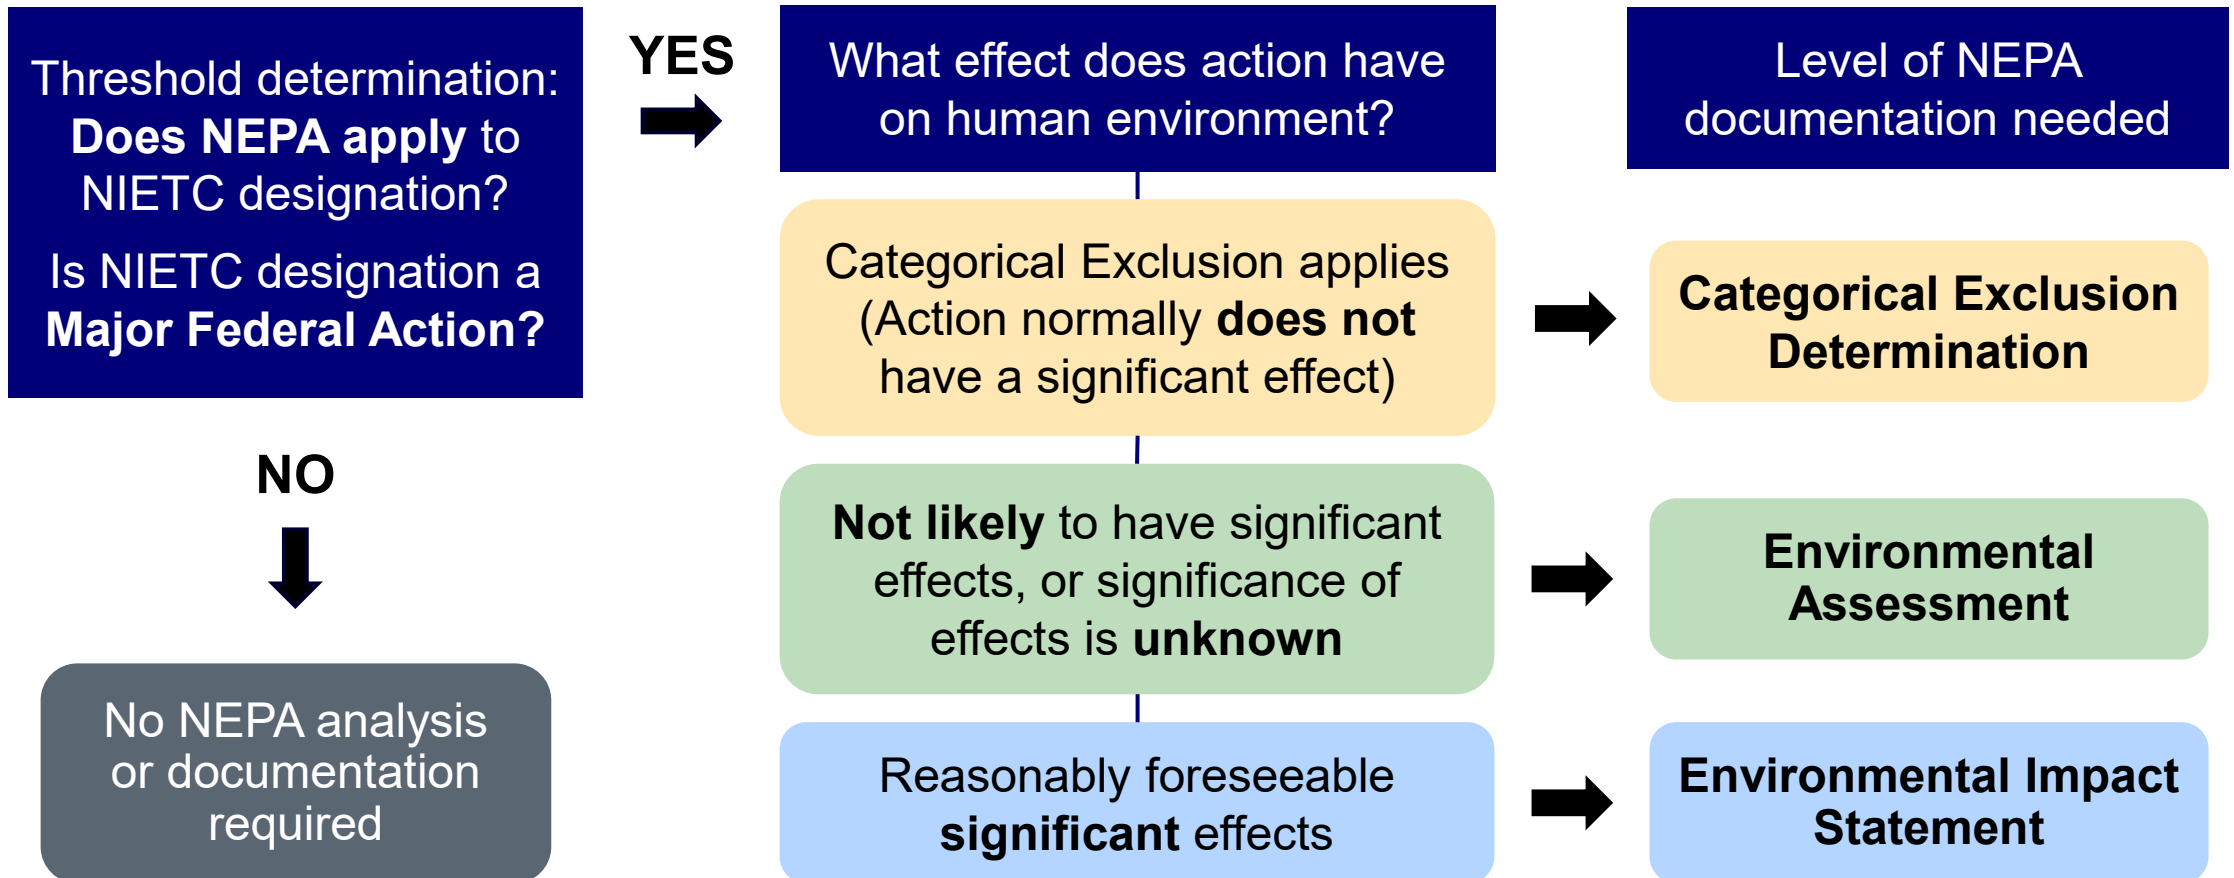 Threshold determination:
Does NEPA apply to
NIETC designation?
Is NIETC designation a
Major Federal Action?
YES
NO
No NEPA analysis
or documentation
required
What effect does action have
on human environment?
Categorical Exclusion applies
(Action normally does not
have a significant effect)
Not likely to have significant
effects, or significance of
effects is unknown
Reasonably foreseeable
significant effects
Level of NEPA
documentation needed
Categorical Exclusion
Determination
Environmental
Assessment
Environmental Impact
Statement